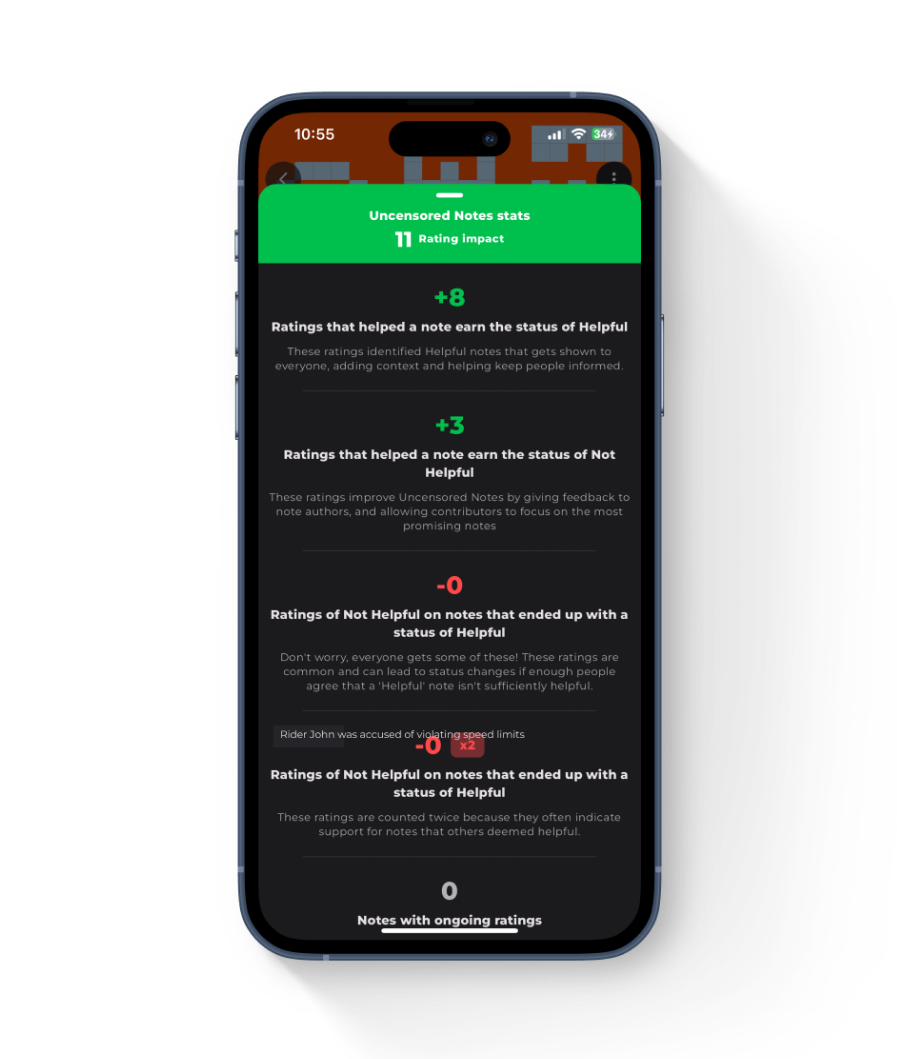 10:55
34
Uncensored Notes stats
11 Rating impact
+8
Ratings that helped a note earn the status of Helpful
These ratings identified Helpful notes that gets shown to
everyone, adding context and helping keep people informed.
+3
Ratings that helped a note earn the status of Not
Helpful
These ratings improve Uncensored Notes by giving feedback to
note authors, and allowing contributors to focus on the most
promising notes
-0
Ratings of Not Helpful on notes that ended up with a
status of Helpful
Don't worry, everyone gets some of these! These ratings are
common and can lead to status changes if enough people
agree that a 'Helpful' note isn't sufficiently helpful.
Rider John was accused of violating speed limits
-0 x2
Ratings of Not Helpful on notes that ended up with a
status of Helpful
These ratings are counted twice because they often indicate
support for notes that others deemed helpful.
0
Notes with ongoing ratings